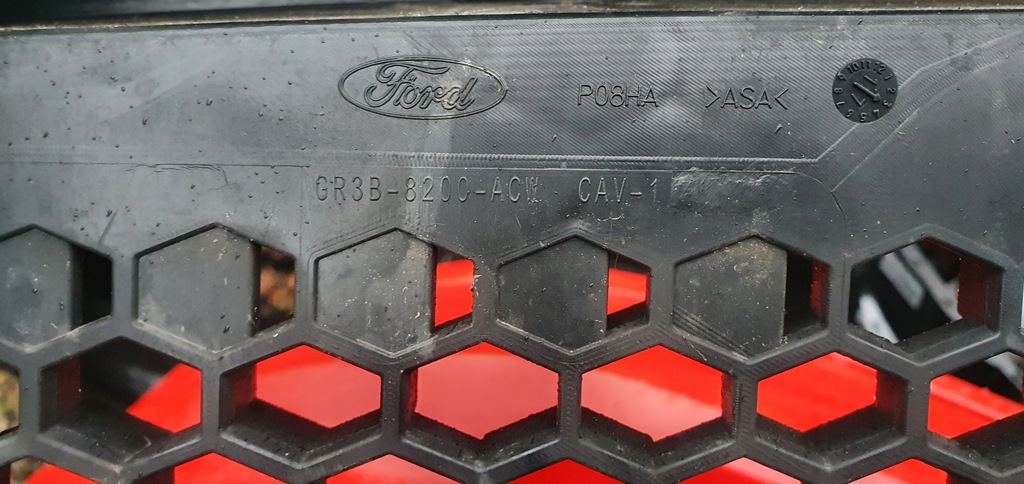 Ford P08HA >ASA<
GR3B-8200-ACW CAV-1